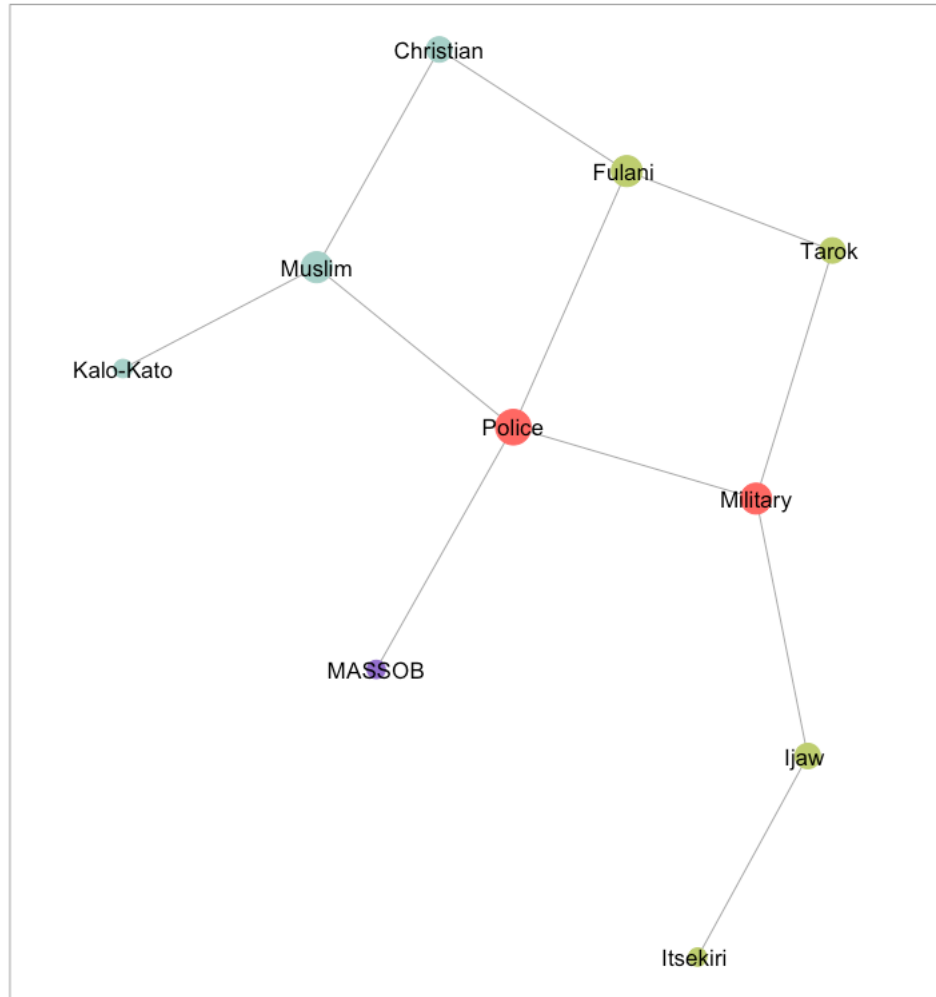 Christian
Fulani
Tarok
Muslim
Kalo-Kato
Police
Military
MASSOB
Ijaw
Itsekiri